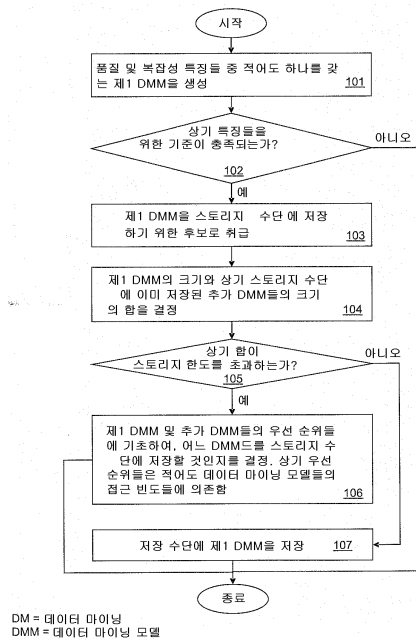 시작
품질 및 복잡성 특징들 중 적어도 하나를 갖
는 제1 DMM을 생성
101
상기 특징들을
위한 기준이 충족되는가?
아니오
102
예
제1 DMM을 스토리지 수단 에 저장
하기 위한 후보로 취급
103
제1 DMM의 크기와 상기 스토리지 수단
에 이미 저장된 추가 DMM들의 크기
의 합을 결정
104
상기 합이
스토리지 한도를 초과하는가?
아니오
105
예
제1 DMM 및 추가 DMM들의 우선 순위들
에 기초하여, 어느 DMM드를 스토리지 수
단에 저장할 것인지를 결정. 상기 우선
순위들은 적어도 데이터 마이닝 모델들의
접근 빈도들에 의존함
106
저장 수단에 제1 DMM을 저장
107
종료
DM = 데이터 마이닝
DMM = 데이터 마이닝 모델